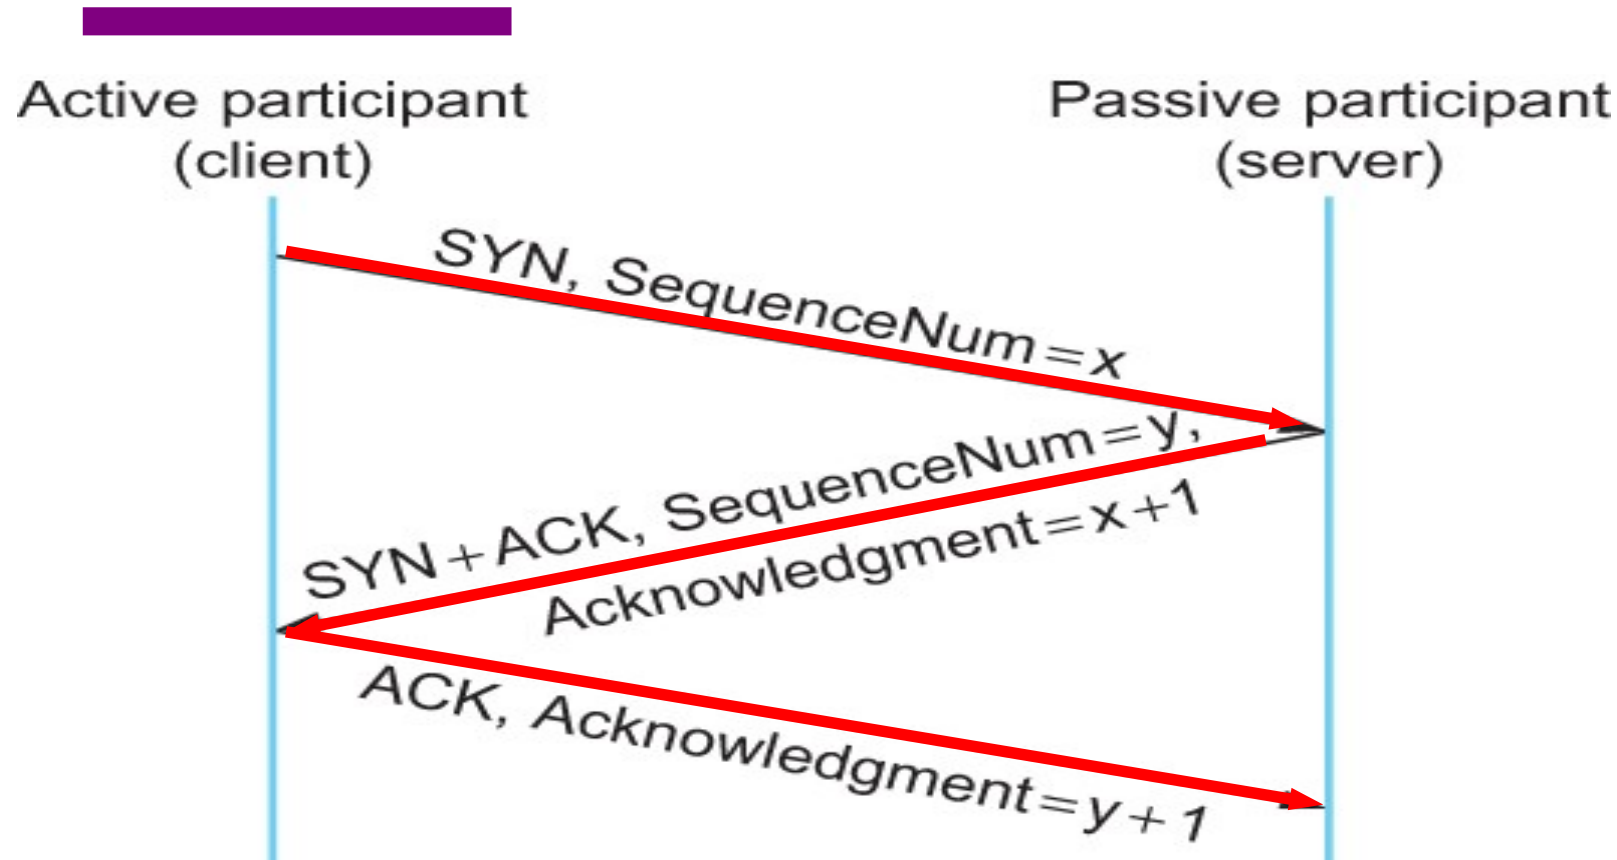 Active participant
(client)
Passive participant
(server)
SYN, SequenceNum=x
SYN+ACK, SequenceNum=y,
Acknowledgment=x+1
ACK, Acknowledgment=y+1